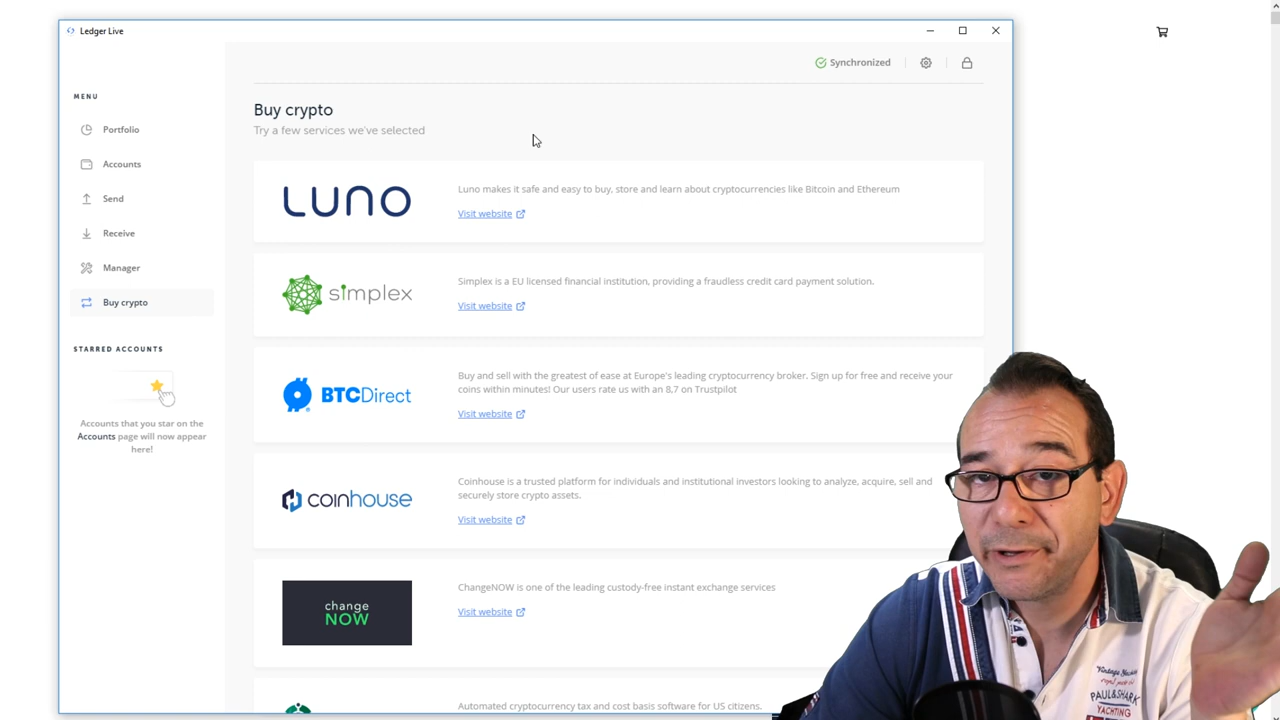 Ledger Live
Synchronized
MENU
Portfolio
Accounts
Send
Receive
Manager
Buy crypto
STARRED ACCOUNTS
Accounts that you star on the
Accounts page will now appear
here!
Buy crypto
Try a few services we've selected
LUNO
Luno makes it safe and easy to buy, store and learn about cryptocurrencies like Bitcoin and Ethereum
Visit website
simplex
Simplex is a EU licensed financial institution, providing a fraudless credit card payment solution.
Visit website
BTCDirect
Buy and sell with the greatest of ease at Europe's leading cryptocurrency broker. Sign up for free and receive your
coins within minutes! Our users rate us with an 8,7 on Trustpilot
Visit website
coinhouse
Coinhouse is a trusted platform for individuals and institutional investors looking to analyze, acquire, sell and
securely store crypto assets.
Visit website
change
NOW
ChangeNOW is one of the leading custody-free instant exchange services
Visit website
Automated cryptocurrency tax and cost basis software for US citizens.
PAUL&SHARK
YACHTING